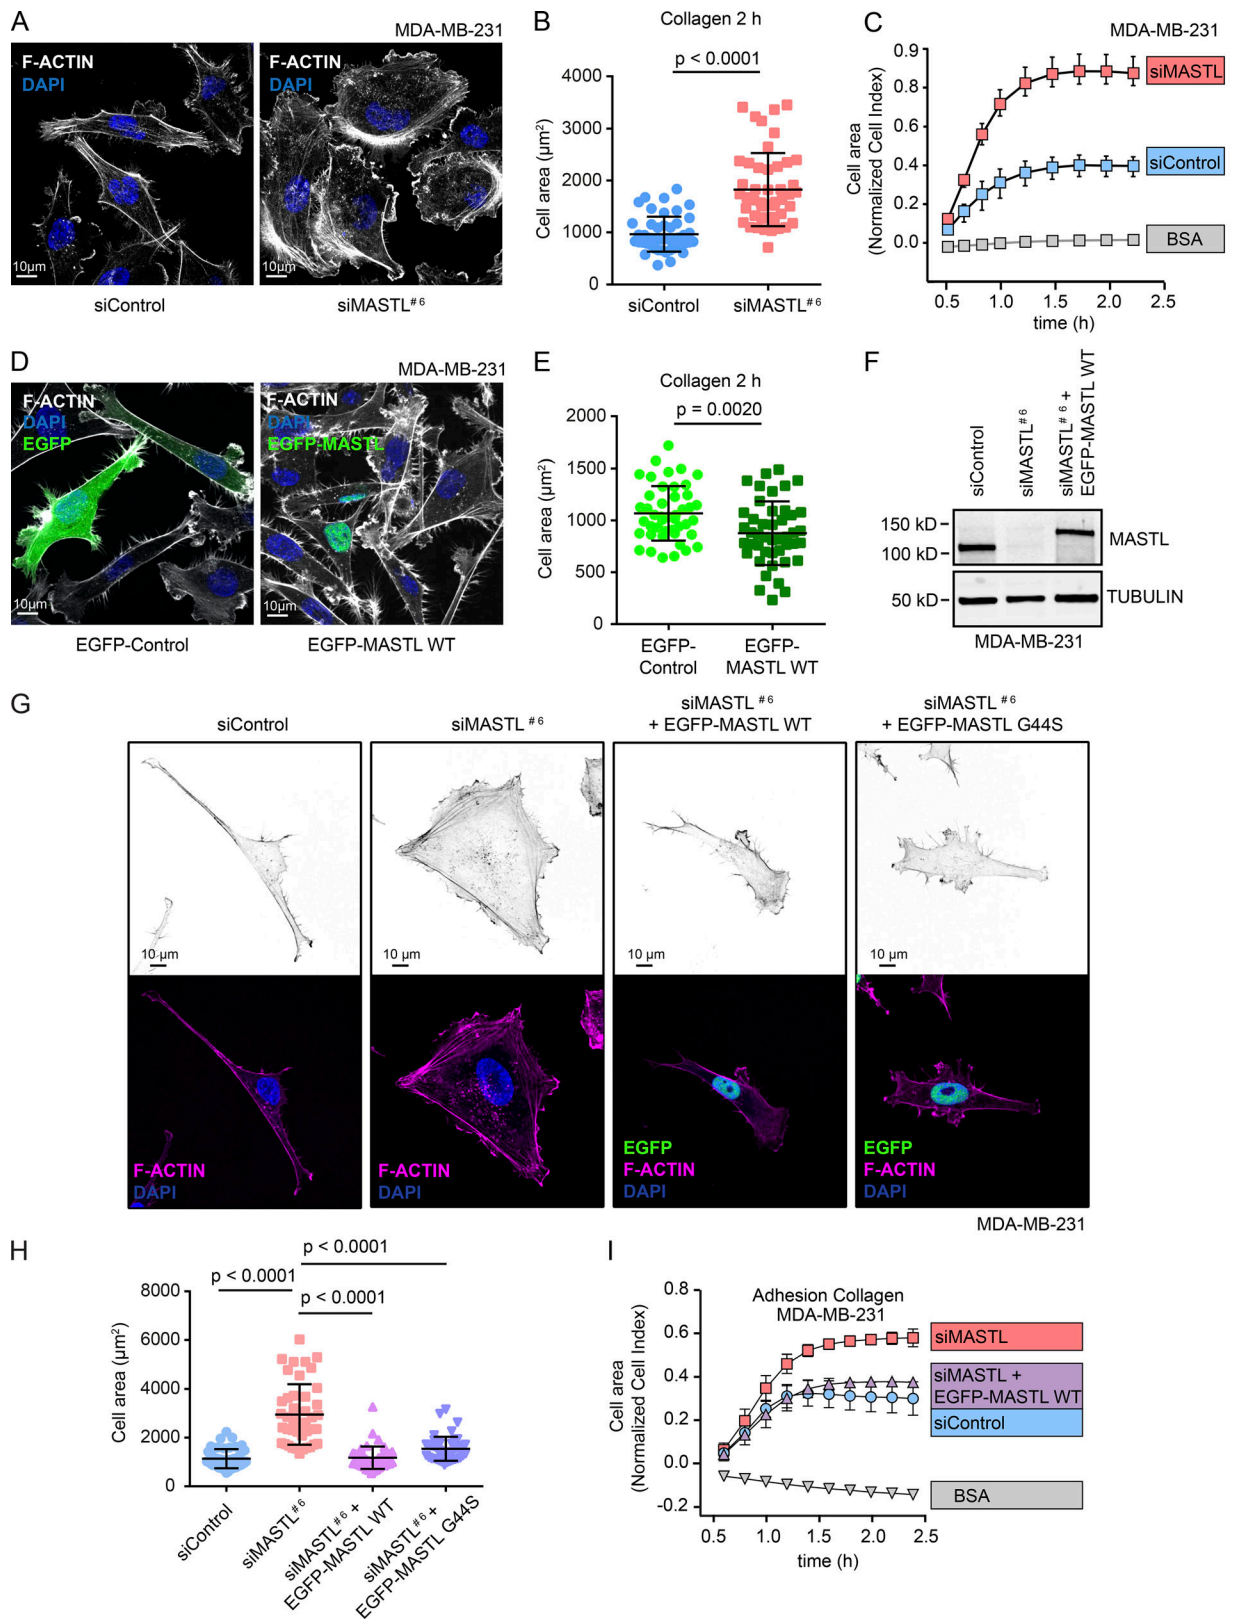 A
MDA-MB-231
F-ACTIN
DAPI
10μm
siControl
F-ACTIN
DAPI
10μm
siMASTL#6
B
Collagen 2 h
p < 0.0001
Cell area (μm²)
4000
3000
2000
1000
0
siControl
siMASTL#6
C
MDA-MB-231
Cell area
(Normalized Cell Index)
0.9
0.6
0.4
0.2
0.0
0.5
1.0
1.5
2.0
2.5
time (h)
siMASTL
siControl
BSA
D
MDA-MB-231
F-ACTIN
DAPI
EGFP
10μm
EGFP-Control
F-ACTIN
DAPI
EGFP-MASTL
10μm
EGFP-MASTL WT
E
Collagen 2 h
p = 0.0020
Cell area (μm²)
2000
1500
1000
500
0
EGFP-
Control
EGFP-
MASTL WT
F
siControl
siMASTL#6
siMASTL#6 +
EGFP-MASTL WT
150 kD
100 kD
MASTL
50 kD
TUBULIN
MDA-MB-231
G
siControl
siMASTL #6
siMASTL #6
+ EGFP-MASTL WT
siMASTL #6
+ EGFP-MASTL G44S
10 μm
10 μm
10 μm
10 μm
F-ACTIN
DAPI
F-ACTIN
DAPI
EGFP
F-ACTIN
DAPI
EGFP
F-ACTIN
DAPI
MDA-MB-231
H
p < 0.0001
p < 0.0001
p < 0.0001
Cell area (μm²)
8000
6000
4000
2000
0
siControl
siMASTL#6
siMASTL#6 +
EGFP-MASTL WT
siMASTL#6 +
EGFP-MASTL G44S
I
Adhesion Collagen
MDA-MB-231
Cell area
(Normalized Cell Index)
0.8
0.6
0.4
0.2
0.0
-0.2
0.5
1.0
1.5
2.0
2.5
time (h)
siMASTL
siMASTL +
EGFP-MASTL WT
siControl
BSA